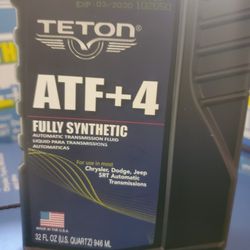 TETON
ATF+4
FULLY SYNTHETIC
AUTOMATIC TRANSMISSION FLUID
LIQUIDO PARA TRANSMISSIONES
AUTOMATICAS
For use in most
Chrysler, Dodge, Jeep
SRT Automatic
Transmissions
MADE IN THE U.S.A.
32 FL OZ (U.S. QUART) 946 ML